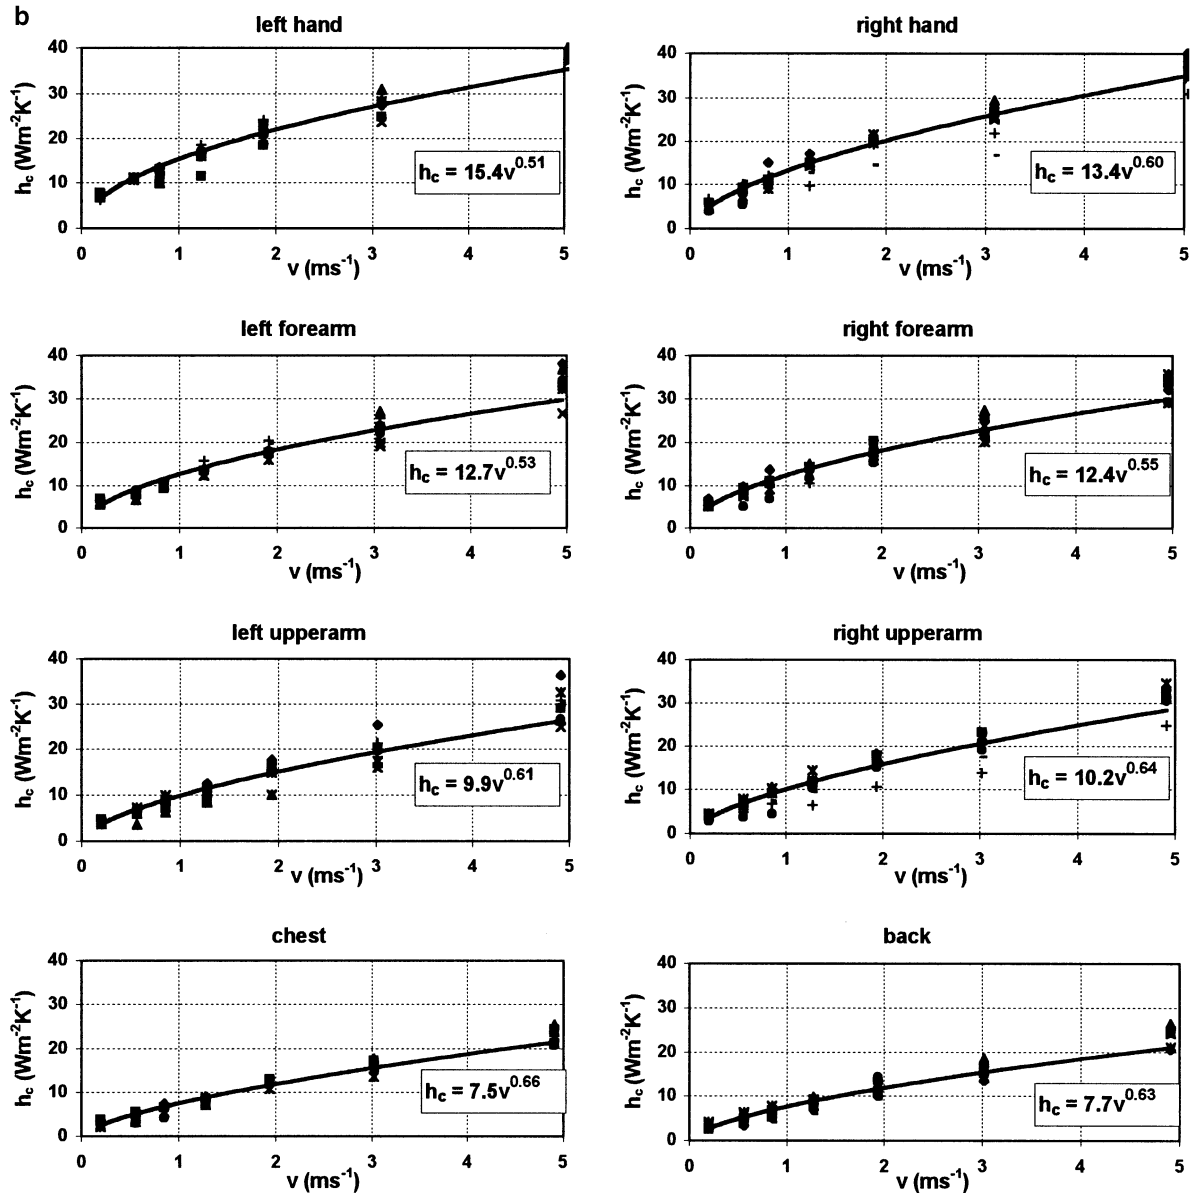 b
left hand
h_c (Wm^-2K^-1)
40
30
20
10
0
h_c = 15.4v^0.51
0 1 2 3 4 5
v (ms^-1)
right hand
h_c (Wm^-2K^-1)
40
30
20
10
0
h_c = 13.4v^0.60
0 1 2 3 4 5
v (ms^-1)
left forearm
h_c (Wm^-2K^-1)
40
30
20
10
0
h_c = 12.7v^0.53
0 1 2 3 4 5
v (ms^-1)
right forearm
h_c (Wm^-2K^-1)
40
30
20
10
0
h_c = 12.4v^0.55
0 1 2 3 4 5
v (ms^-1)
left upperarm
h_c (Wm^-2K^-1)
40
30
20
10
0
h_c = 9.9v^0.61
0 1 2 3 4 5
v (ms^-1)
right upperarm
h_c (Wm^-2K^-1)
40
30
20
10
0
h_c = 10.2v^0.64
0 1 2 3 4 5
v (ms^-1)
chest
h_c (Wm^-2K^-1)
40
30
20
10
0
h_c = 7.5v^0.66
0 1 2 3 4 5
v (ms^-1)
back
h_c (Wm^-2K^-1)
40
30
20
10
0
h_c = 7.7v^0.63
0 1 2 3 4 5
v (ms^-1)